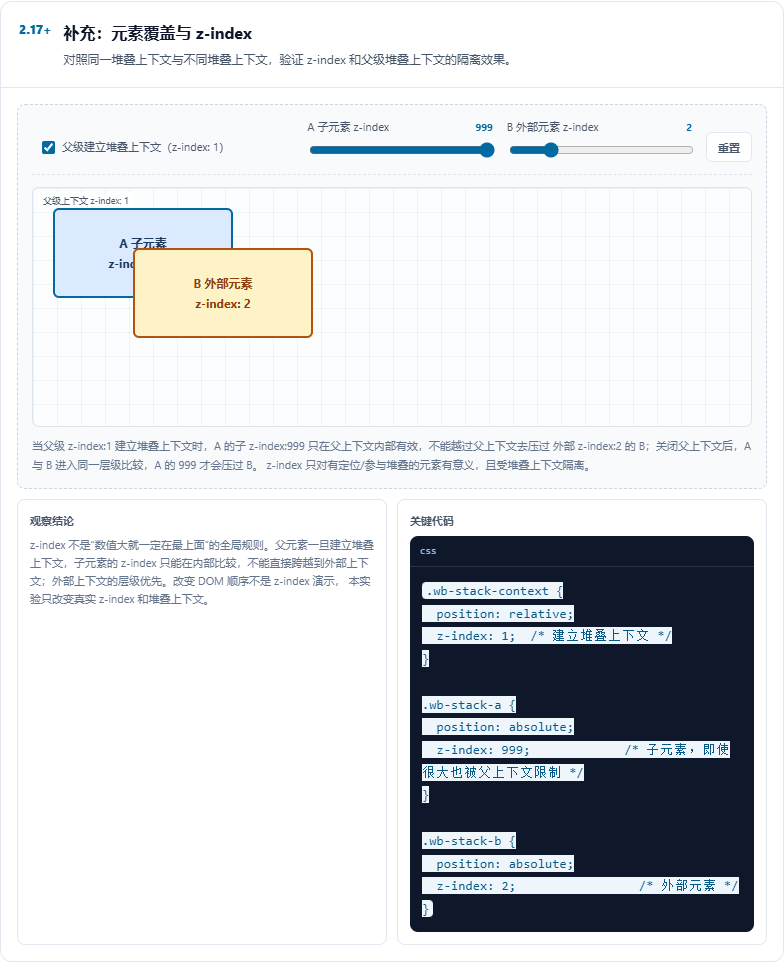 2.17+ 补充：元素覆盖与 z-index
对照同一堆叠上下文与不同堆叠上下文，验证 z-index 和父级堆叠上下文的隔离效果。
父级建立堆叠上下文（z-index: 1）
A 子元素 z-index 999
B 外部元素 z-index 2
重置
父级上下文 z-index: 1
A 子元素
z-ind
B 外部元素
z-index: 2
当父级 z-index:1 建立堆叠上下文时，A 的子 z-index:999 只在父上下文内部有效，不能越过父上下文去压过 外部 z-index:2 的 B；关闭父上下文后，A
与 B 进入同一层级比较，A 的 999 才会压过 B。 z-index 只对有定位/参与堆叠的元素有意义，且受堆叠上下文隔离。
观察结论
z-index 不是“数值大就一定在最上面”的全局规则。父元素一旦建立堆叠
上下文，子元素的 z-index 只能在内部比较，不能直接跨越到外部上下
文；外部上下文的层级优先。改变 DOM 顺序不是 z-index 演示， 本实
验只改变真实 z-index 和堆叠上下文。
关键代码
css
.wb-stack-context {
  position: relative;
  z-index: 1;  /* 建立堆叠上下文 */
}
.wb-stack-a {
  position: absolute;
  z-index: 999;             /* 子元素，即使
很大也被父上下文限制 */
}
.wb-stack-b {
  position: absolute;
  z-index: 2;                 /* 外部元素 */
}